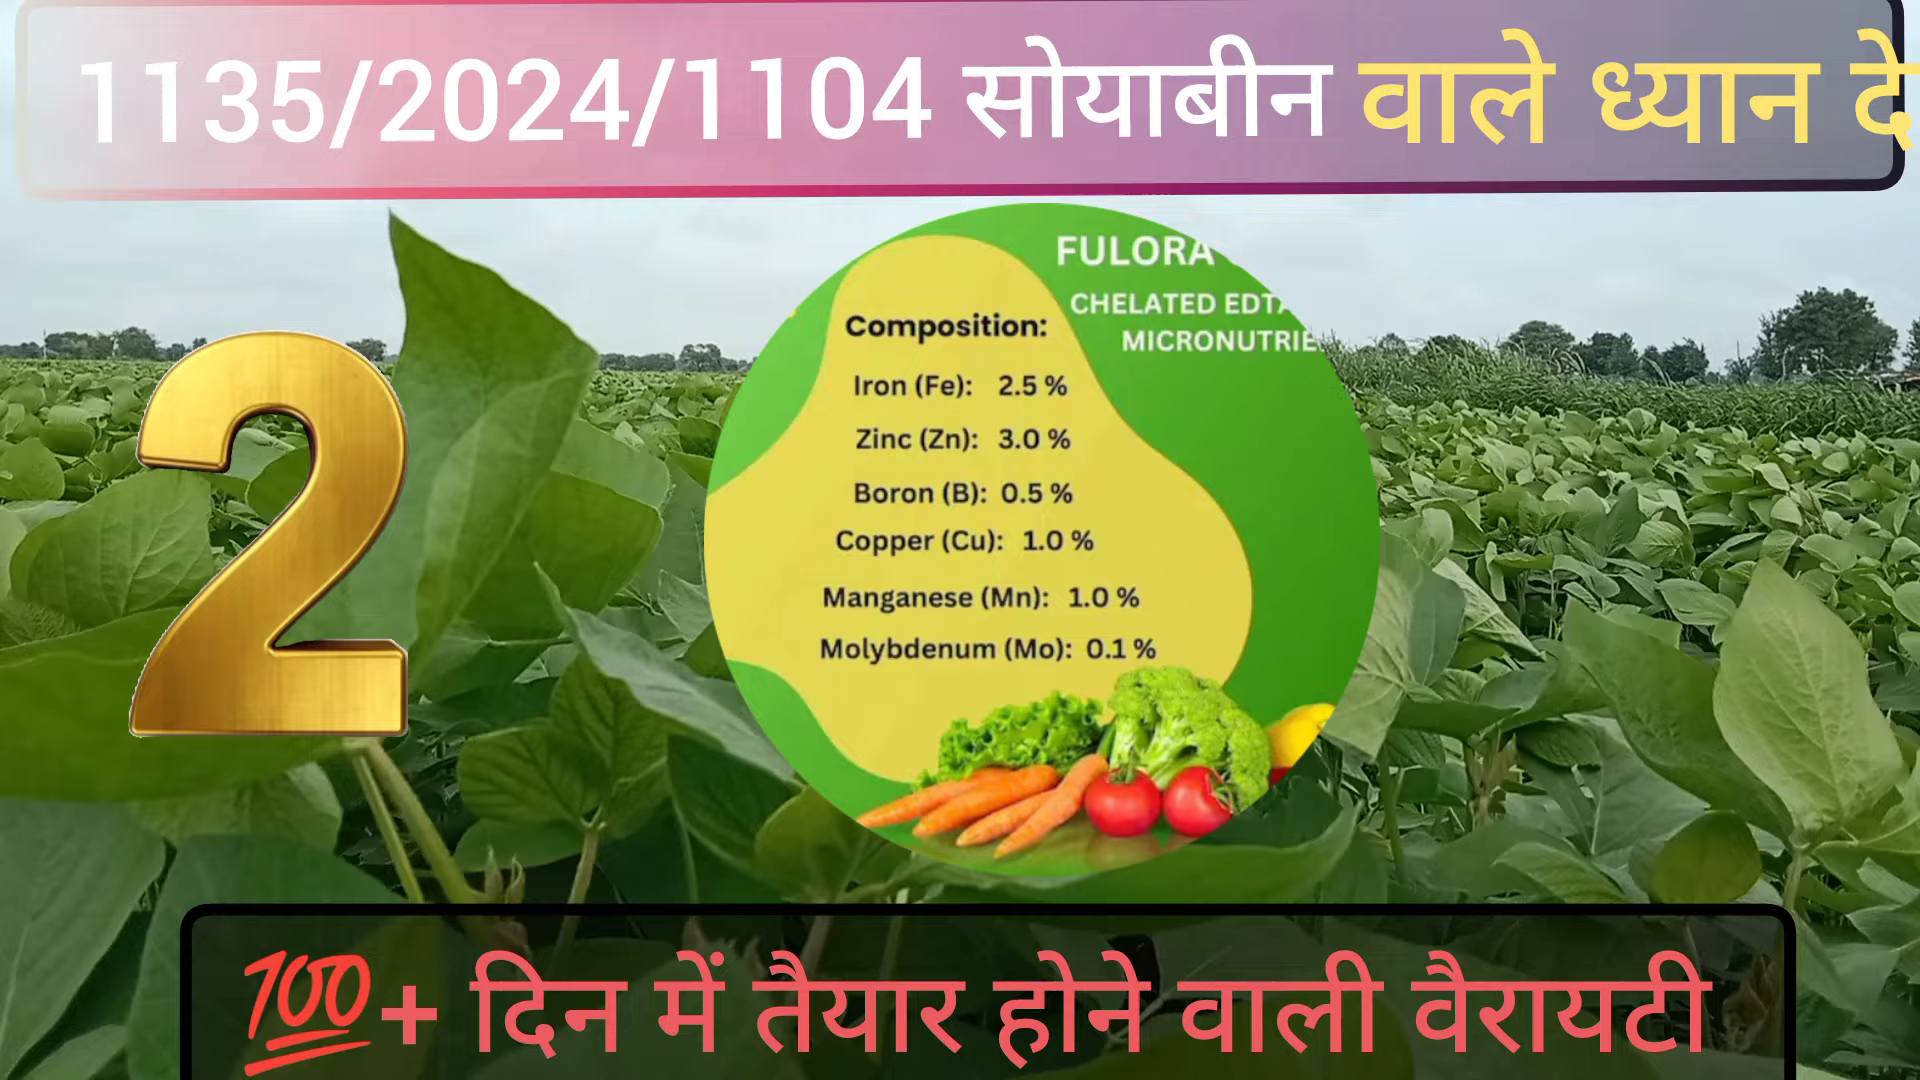 1135/2024/1104 सोयाबीन वाले ध्यान दे
2
FULORA
CHELATED EDTA
MICRONUTRIE
Composition:
Iron (Fe): 2.5 %
Zinc (Zn): 3.0 %
Boron (B): 0.5 %
Copper (Cu): 1.0 %
Manganese (Mn): 1.0 %
Molybdenum (Mo): 0.1 %
💯+ दिन में तैयार होने वाली वैरायटी